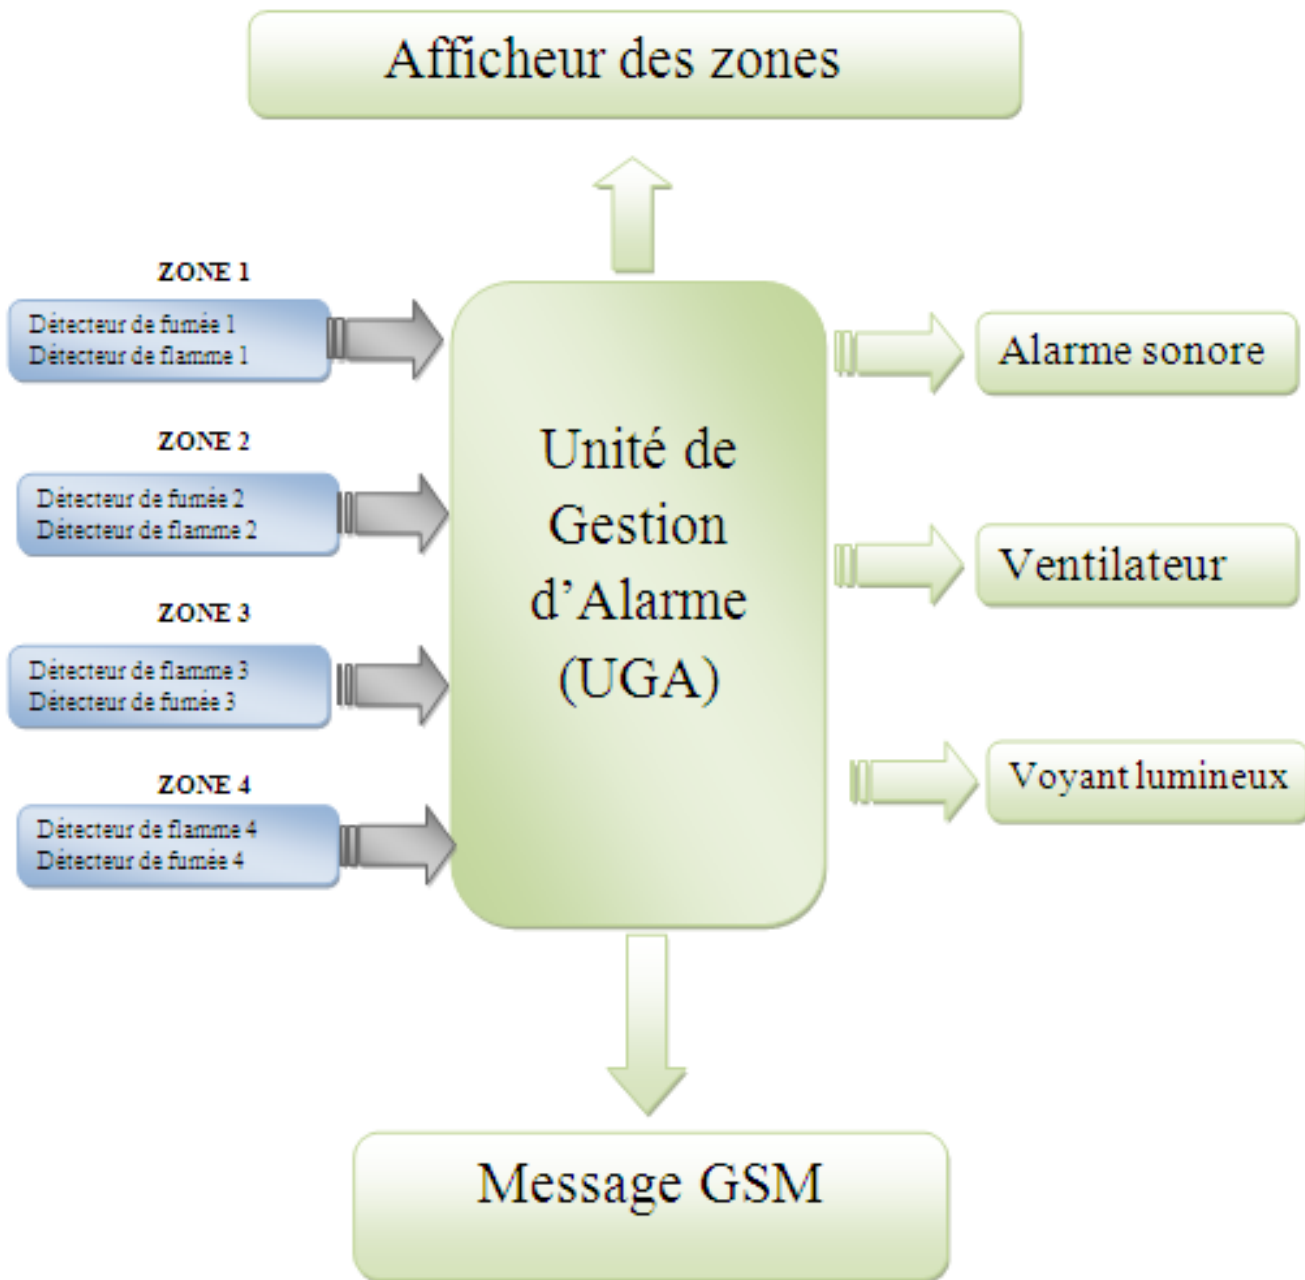 Afficheur des zones
ZONE 1
Détecteur de fumée 1
Détecteur de flamme 1
ZONE 2
Détecteur de fumée 2
Détecteur de flamme 2
ZONE 3
Détecteur de flamme 3
Détecteur de fumée 3
ZONE 4
Détecteur de flamme 4
Détecteur de fumée 4
Unité de
Gestion
d’Alarme
(UGA)
Alarme sonore
Ventilateur
Voyant lumineux
Message GSM